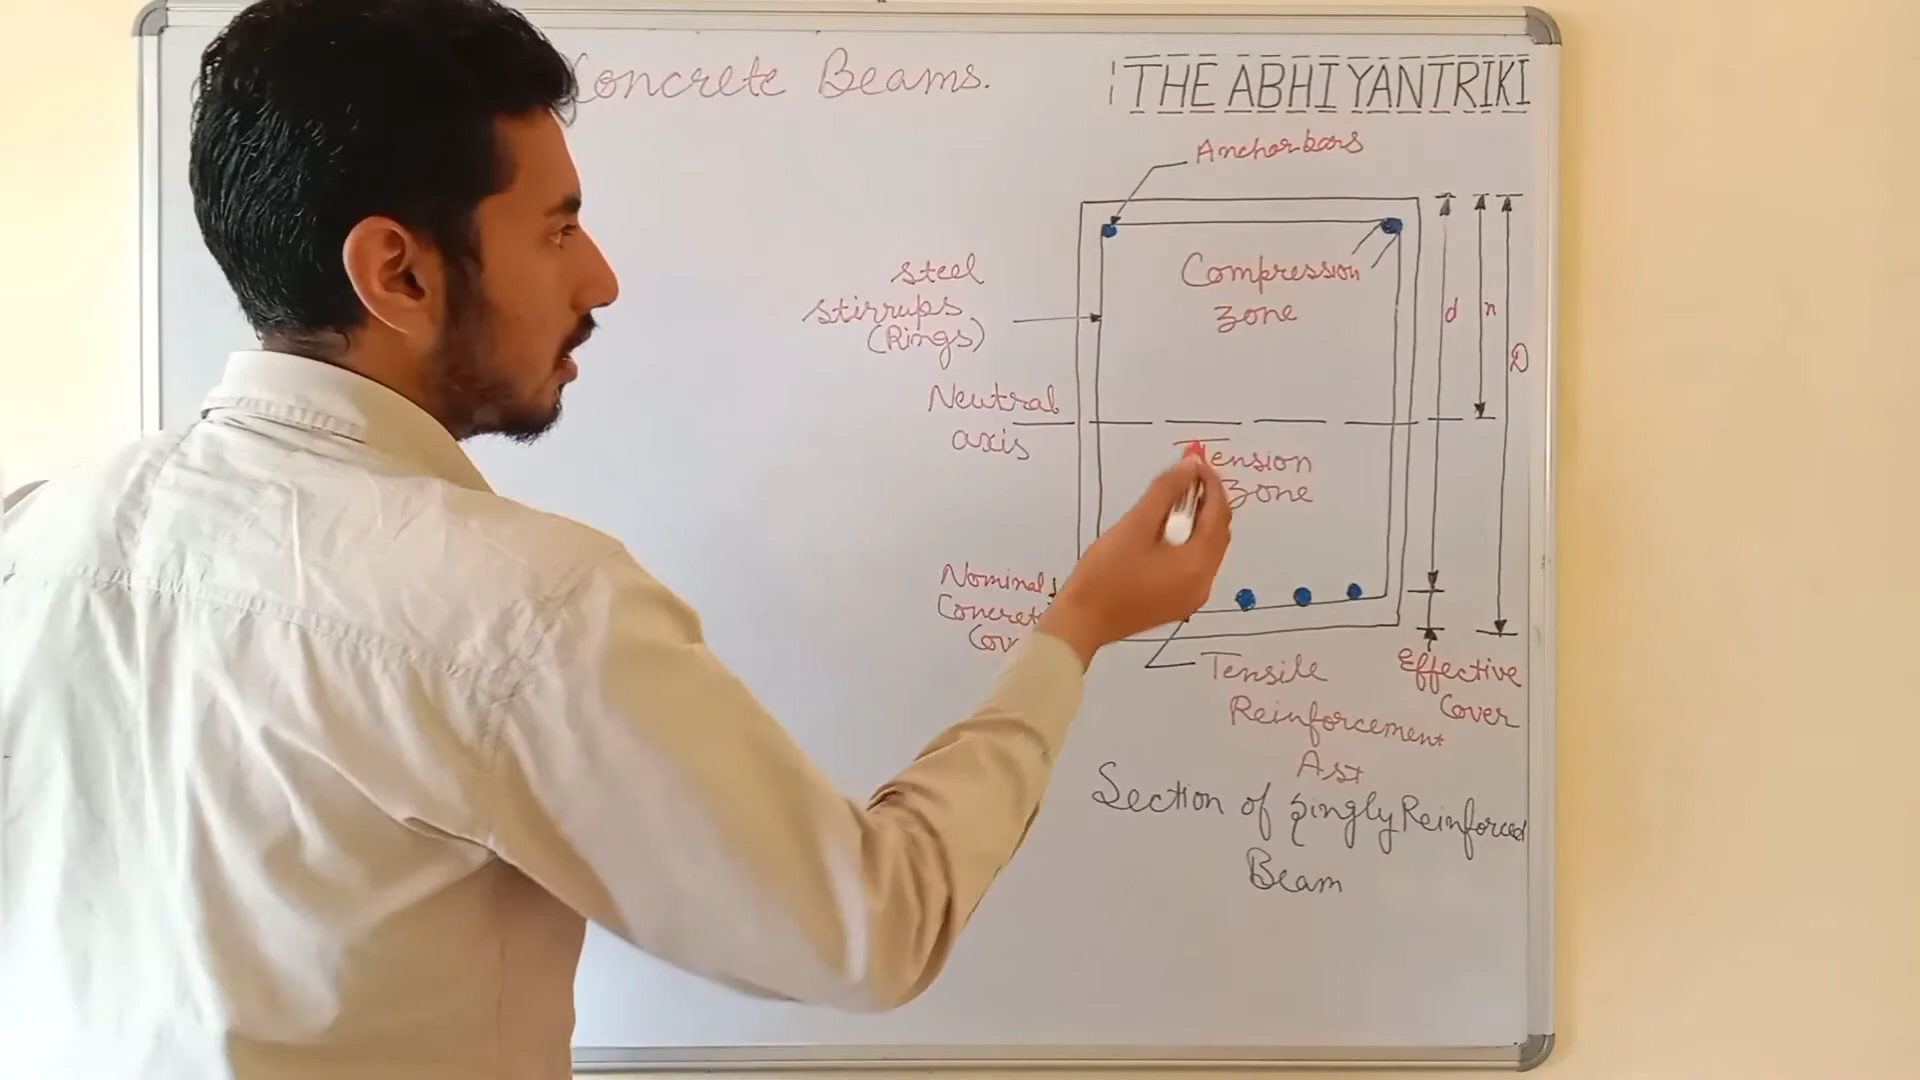 Concrete Beams.
THE ABHIYANTRIKI
Anchor bars
Steel
Stirrups
(Rings)
Compression
zone
d
n
D
Neutral
axis
Tension
zone
Nominal
Concrete
Tensile
Reinforcement
Ast
Effective
Cover
Section of Singly Reinforced
Beam